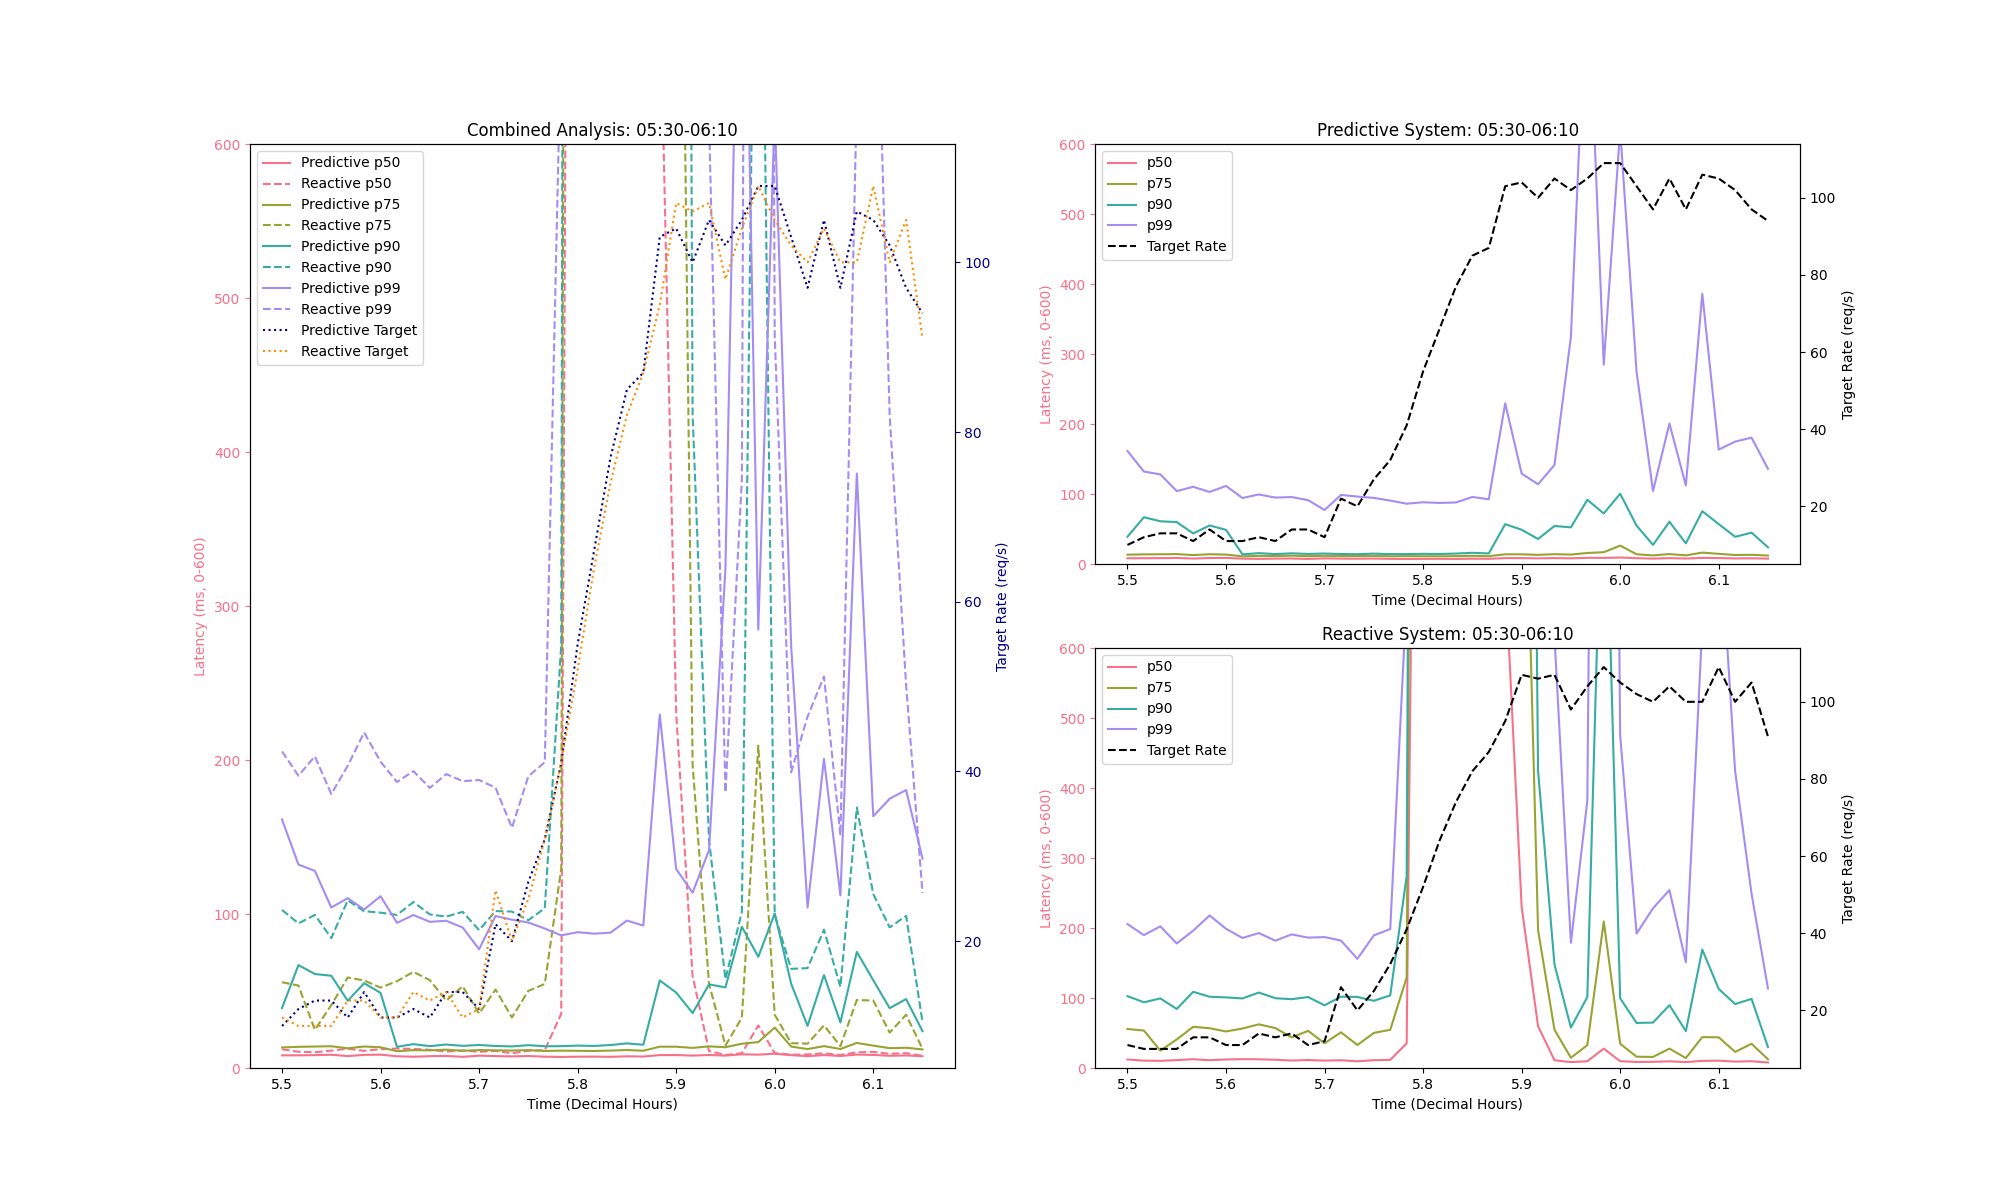 Combined Analysis: 05:30-06:10
Predictive p50
Reactive p50
Predictive p75
Reactive p75
Predictive p90
Reactive p90
Predictive p99
Reactive p99
Predictive Target
Reactive Target
600
500
400
300
200
100
0
Latency (ms, 0-600)
100
80
60
40
20
Target Rate (req/s)
5.5 5.6 5.7 5.8 5.9 6.0 6.1
Time (Decimal Hours)
Predictive System: 05:30-06:10
p50
p75
p90
p99
Target Rate
600
500
400
300
200
100
0
Latency (ms, 0-600)
100
80
60
40
20
Target Rate (req/s)
5.5 5.6 5.7 5.8 5.9 6.0 6.1
Time (Decimal Hours)
Reactive System: 05:30-06:10
p50
p75
p90
p99
Target Rate
600
500
400
300
200
100
0
Latency (ms, 0-600)
100
80
60
40
20
Target Rate (req/s)
5.5 5.6 5.7 5.8 5.9 6.0 6.1
Time (Decimal Hours)